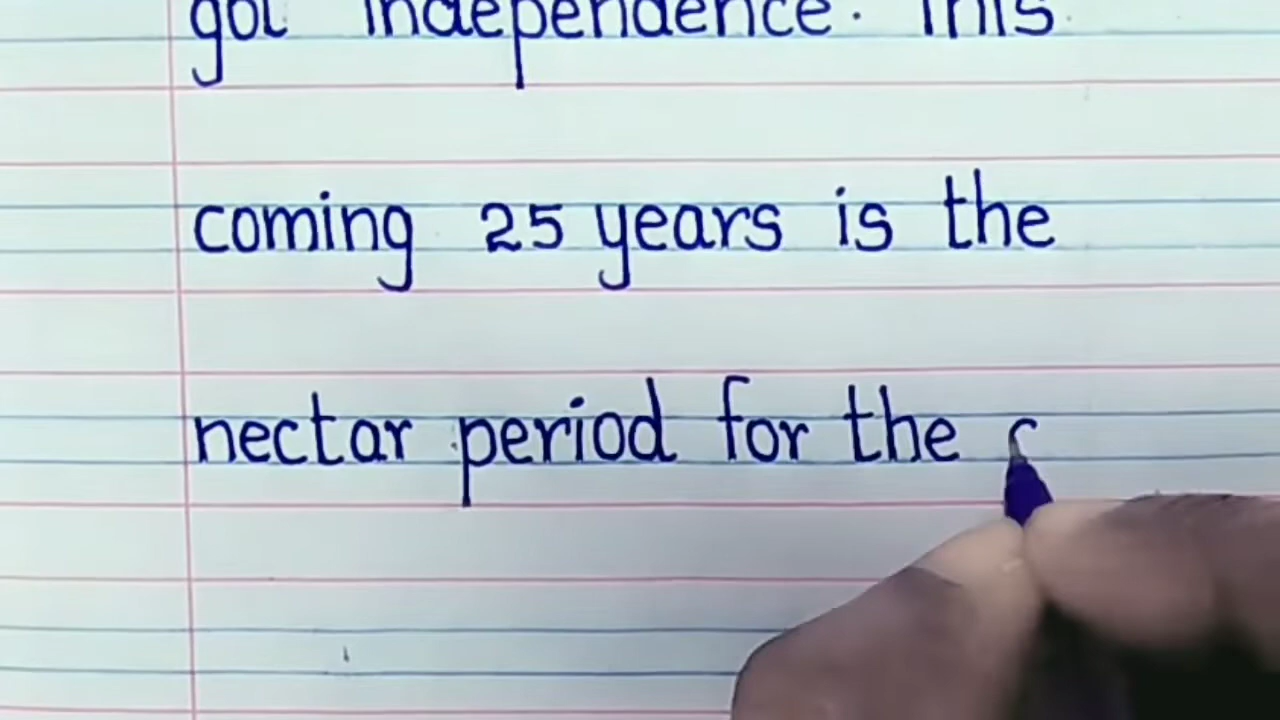 got independence. This
coming 25 years is the
nectar period for the c